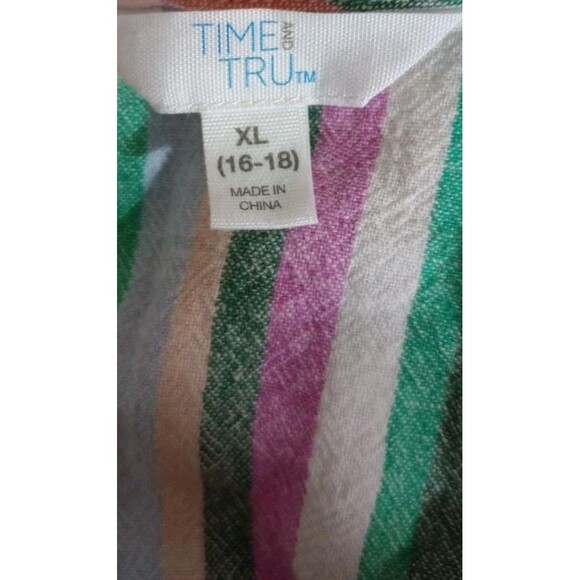 TIME AND
TRU™
XL
(16-18)
MADE IN
CHINA